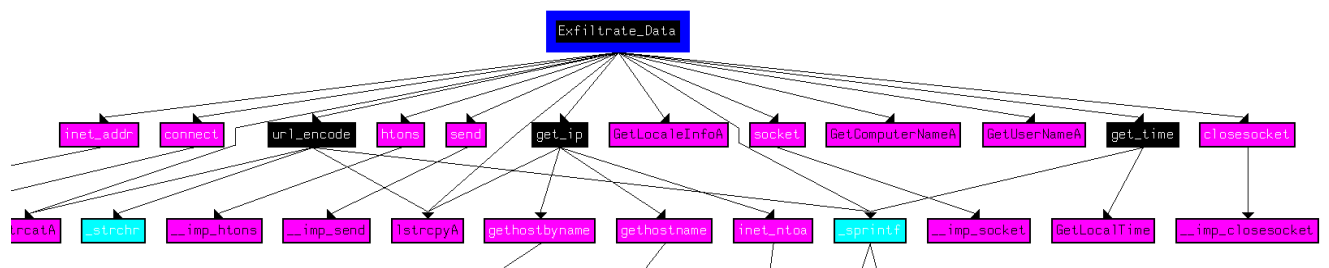 Exfiltrate_Data
inet_addr
connect
url_encode
htons
send
get_ip
GetLocaleInfoA
socket
GetComputerNameA
GetUserNameA
get_time
closesocket
trcatA
_strchr
__imp_htons
__imp_send
lstrcpyA
gethostbyname
gethostname
inet_ntoa
_sprintf
__imp_socket
GetLocalTime
__imp_closesocket